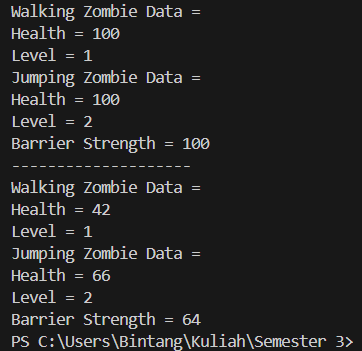 Walking Zombie Data =
Health = 100
Level = 1
Jumping Zombie Data =
Health = 100
Level = 2
Barrier Strength = 100
--------------------
Walking Zombie Data =
Health = 42
Level = 1
Jumping Zombie Data =
Health = 66
Level = 2
Barrier Strength = 64
PS C:\Users\Bintang\Kuliah\Semester 3>